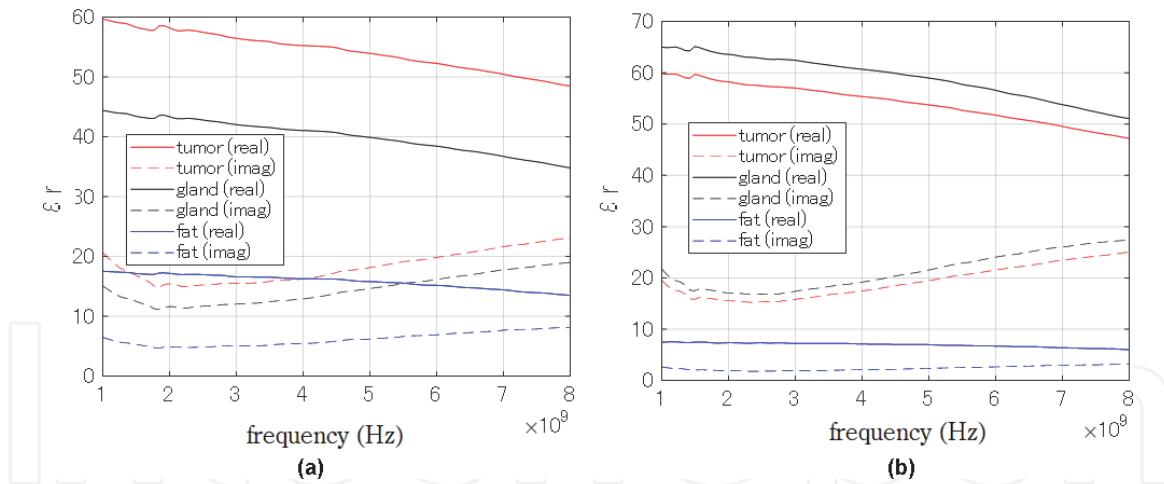 60
50
40
30
20
10
0
tumor (real)
tumor (imag)
gland (real)
gland (imag)
fat (real)
fat (imag)
ξ r
1 2 3 4 5 6 7 8
×10⁹
frequency (Hz)
(a)
70
60
50
40
30
20
10
0
tumor (real)
tumor (imag)
gland (real)
gland (imag)
fat (real)
fat (imag)
ξ r
1 2 3 4 5 6 7 8
×10⁹
frequency (Hz)
(b)